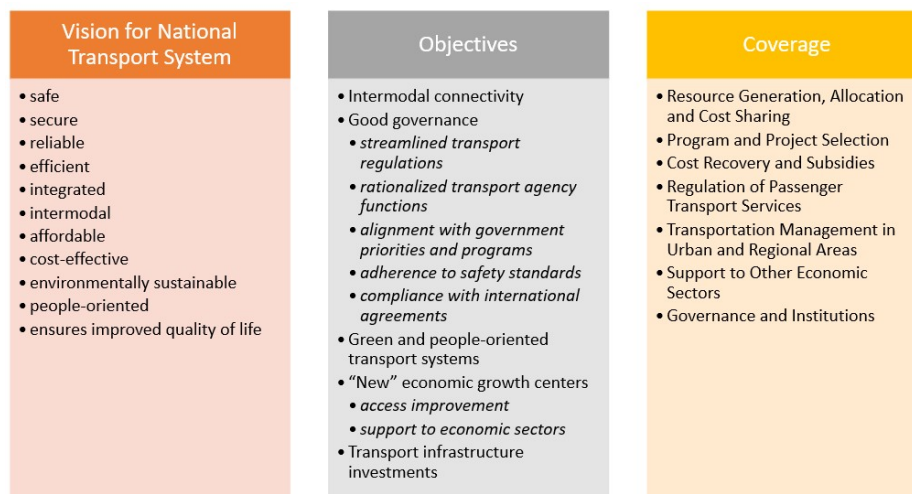 Vision for National
Transport System
• safe
• secure
• reliable
• efficient
• integrated
• intermodal
• affordable
• cost-effective
• environmentally sustainable
• people-oriented
• ensures improved quality of life
Objectives
• Intermodal connectivity
• Good governance
• streamlined transport
regulations
• rationalized transport agency
functions
• alignment with government
priorities and programs
• adherence to safety standards
• compliance with international
agreements
• Green and people-oriented
transport systems
• “New” economic growth centers
• access improvement
• support to economic sectors
• Transport infrastructure
investments
Coverage
• Resource Generation, Allocation
and Cost Sharing
• Program and Project Selection
• Cost Recovery and Subsidies
• Regulation of Passenger
Transport Services
• Transportation Management in
Urban and Regional Areas
• Support to Other Economic
Sectors
• Governance and Institutions